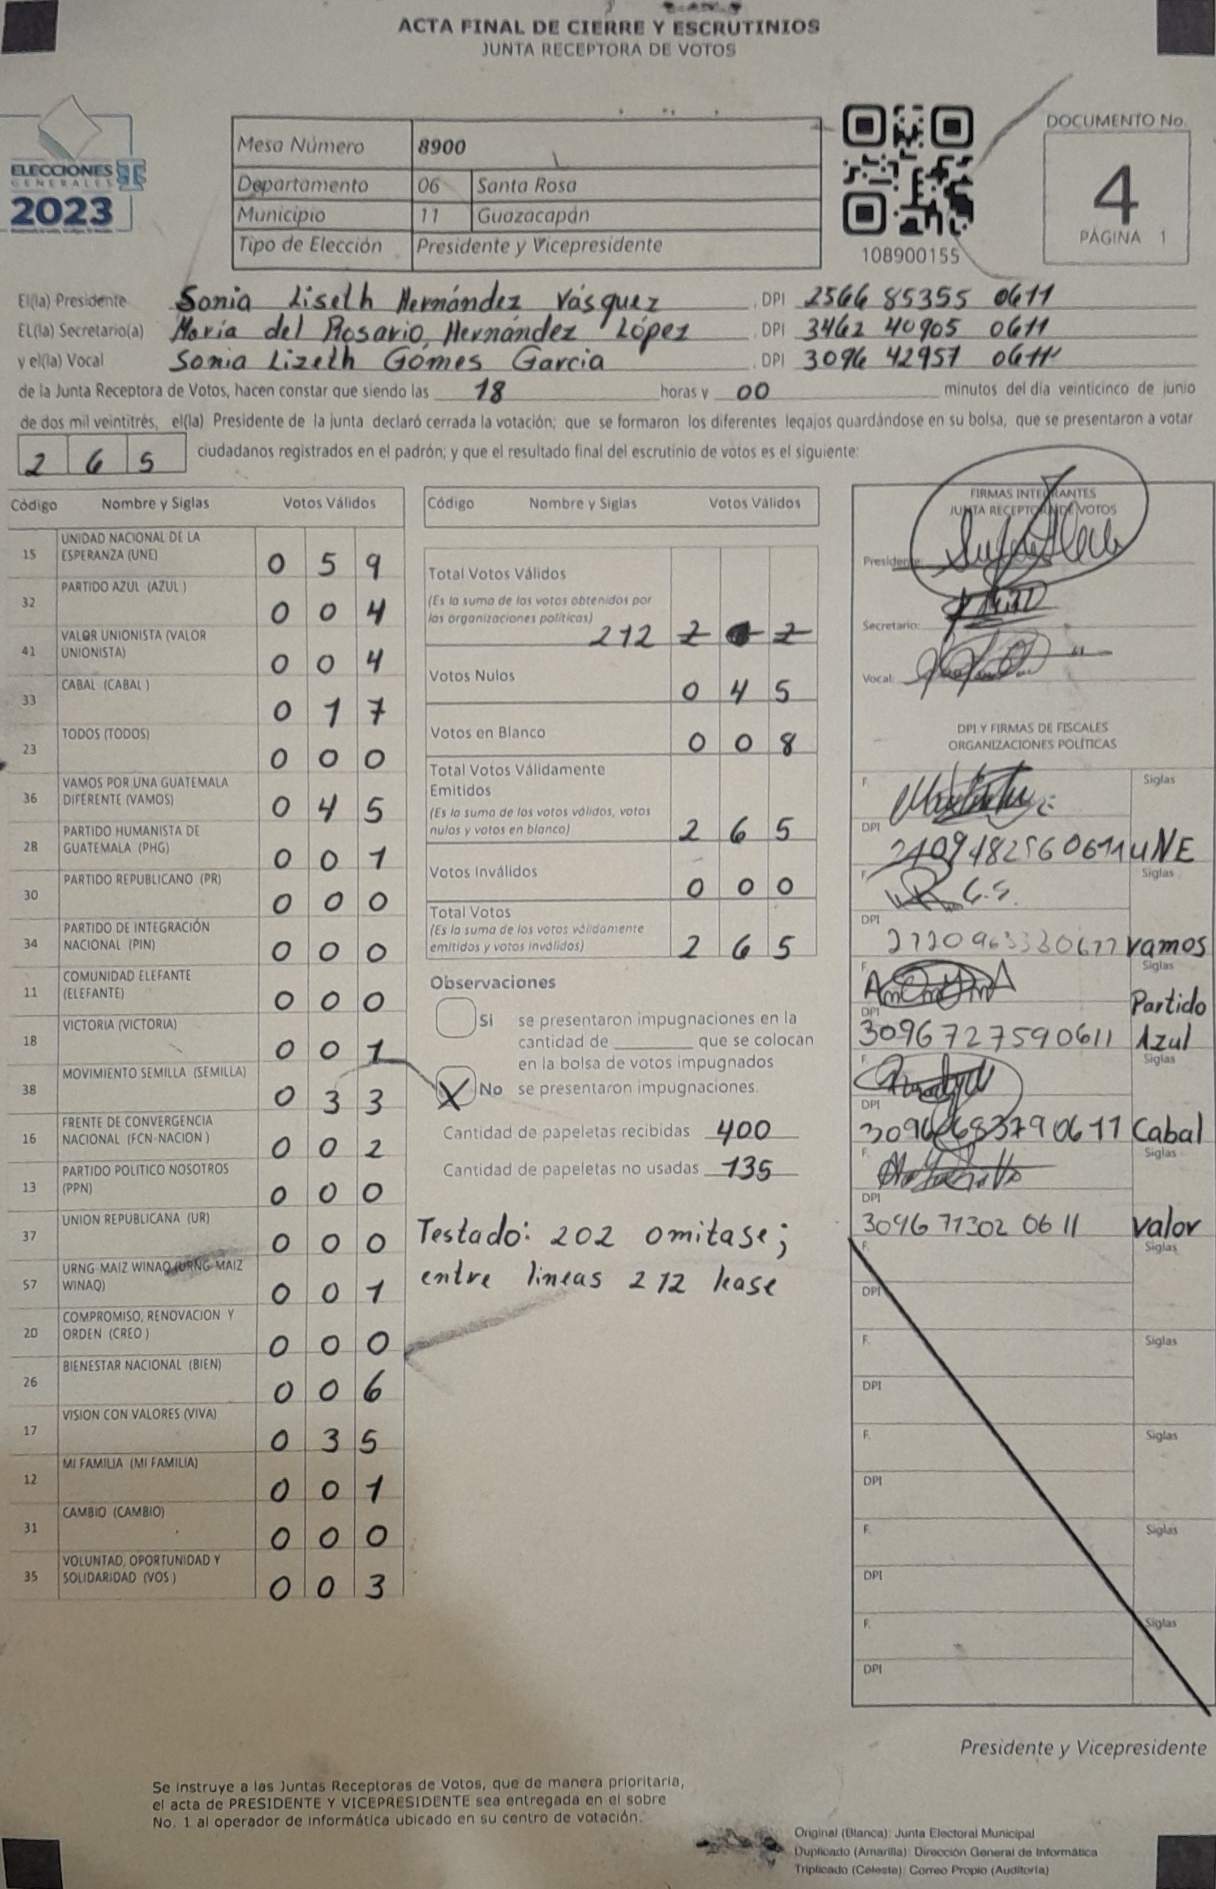 ACTA FINAL DE CIERRE Y ESCRUTINIOS
JUNTA RECEPTORA DE VOTOS
ELECCIONES
GENERALES
2023
Mesa Número 8900
Departamento 06 Santa Rosa
Municipio 11 Guazacapán
Tipo de Elección Presidente y Vicepresidente
108900155
DOCUMENTO No.
4
PÁGINA 1
El(la) Presidente Sonia Liseth Hernández Vásquez , DPI 2566 85355 0611
EL(la) Secretario(a) María del Rosario, Hernández López , DPI 3462 40905 0611
y el(la) Vocal Sonia Lizeth Gómes Garcia , DPI 3096 42957 0611
de la Junta Receptora de Votos, hacen constar que siendo las 18 horas y 00 minutos del día veinticinco de junio
de dos mil veintitrés, el(la) Presidente de la junta declaró cerrada la votación; que se formaron los diferentes legajos guardándose en su bolsa, que se presentaron a votar
2 6 5 ciudadanos registrados en el padrón; y que el resultado final del escrutinio de votos es el siguiente:
Código Nombre y Siglas Votos Válidos
15 UNIDAD NACIONAL DE LA
ESPERANZA (UNE) 0 5 9
32 PARTIDO AZUL (AZUL ) 0 0 4
41 VALOR UNIONISTA (VALOR
UNIONISTA) 0 0 4
33 CABAL (CABAL ) 0 1 7
23 TODOS (TODOS) 0 0 0
36 VAMOS POR UNA GUATEMALA
DIFERENTE (VAMOS) 0 4 5
28 PARTIDO HUMANISTA DE
GUATEMALA (PHG) 0 0 1
30 PARTIDO REPUBLICANO (PR) 0 0 0
34 PARTIDO DE INTEGRACIÓN
NACIONAL (PIN) 0 0 0
11 COMUNIDAD ELEFANTE
(ELEFANTE) 0 0 0
18 VICTORIA (VICTORIA) 0 0 1
38 MOVIMIENTO SEMILLA (SEMILLA) 0 3 3
16 FRENTE DE CONVERGENCIA
NACIONAL (FCN-NACION ) 0 0 2
13 PARTIDO POLITICO NOSOTROS
(PPN) 0 0 0
37 UNION REPUBLICANA (UR) 0 0 0
57 URNG-MAIZ WINAQ (URNG-MAIZ
WINAQ) 0 0 1
20 COMPROMISO, RENOVACION Y
ORDEN (CREO ) 0 0 0
26 BIENESTAR NACIONAL (BIEN) 0 0 6
17 VISION CON VALORES (VIVA) 0 3 5
12 MI FAMILIA (MI FAMILIA) 0 0 1
31 CAMBIO (CAMBIO) 0 0 0
35 VOLUNTAD, OPORTUNIDAD Y
SOLIDARIDAD (VOS ) 0 0 3
Código Nombre y Siglas Votos Válidos
Total Votos Válidos
(Es la suma de los votos obtenidos por
las organizaciones políticas) 212 2 0 2
Votos Nulos 0 4 5
Votos en Blanco 0 0 8
Total Votos Válidamente
Emitidos
(Es la suma de los votos válidos, votos
nulos y votos en blanco) 2 6 5
Votos Inválidos 0 0 0
Total Votos
(Es la suma de los votos válidamente
emitidos y votos inválidos) 2 6 5
Observaciones
Si se presentaron impugnaciones en la
cantidad de que se colocan
en la bolsa de votos impugnados
X No se presentaron impugnaciones.
Cantidad de papeletas recibidas 400
Cantidad de papeletas no usadas 135
Testado: 202 omitase;
entre lineas 212 lease
FIRMAS INTEGRANTES
JUNTA RECEPTORA DE VOTOS
Presidente:
Secretario:
Vocal:
DPI Y FIRMAS DE FISCALES
ORGANIZACIONES POLÍTICAS
F. Siglas
DPI 2409482560611 UNE
F. Siglas
DPI vamos
F. Siglas
DPI 3096727590611 Partido Azul
F. Siglas
DPI 3096683790611 Cabal
F. Siglas
DPI 3096 71302 0611 valor
F. Siglas
DPI
F. Siglas
DPI
F. Siglas
DPI
F. Siglas
DPI
F. Siglas
DPI
Presidente y Vicepresidente
Se instruye a las Juntas Receptoras de Votos, que de manera prioritaria,
el acta de PRESIDENTE Y VICEPRESIDENTE sea entregada en el sobre
No. 1 al operador de informática ubicado en su centro de votación.
Original (Blanca): Junta Electoral Municipal
Duplicado (Amarilla): Dirección General de Informática
Triplicado (Celeste): Correo Propio (Auditoría)